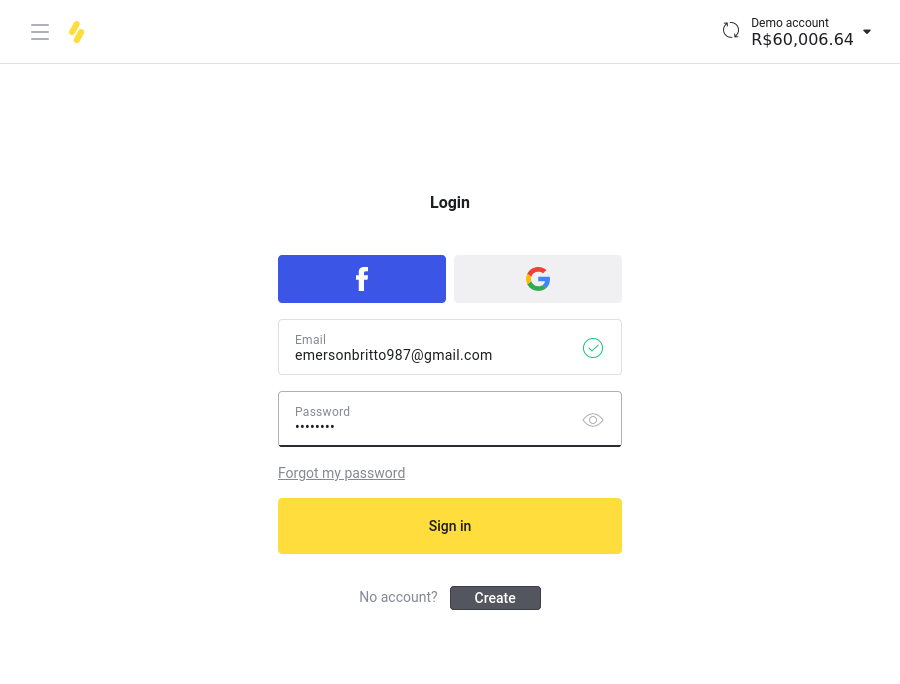 Demo account
R$60,006.64
Login
Email
emersonbritto987@gmail.com
Password
••••••••
Forgot my password
Sign in
No account? Create